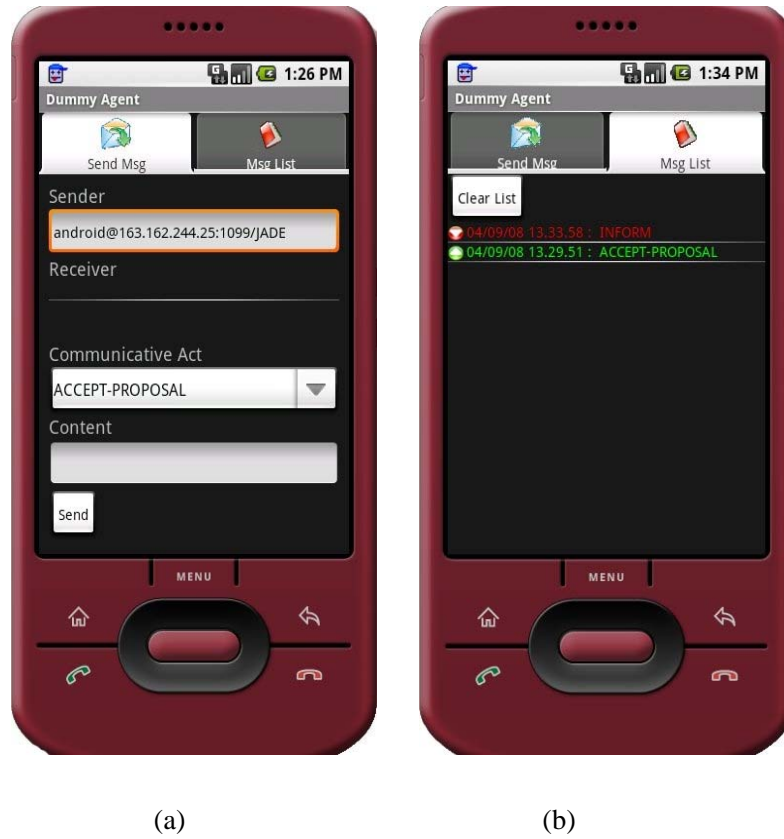 1:26 PM
Dummy Agent
Send Msg
Msg List
Sender
android@163.162.244.25:1099/JADE
Receiver
Communicative Act
ACCEPT-PROPOSAL
Content
Send
MENU
(a)
1:34 PM
Dummy Agent
Send Msg
Msg List
Clear List
04/09/08 13.33.58 : INFORM
04/09/08 13.29.51 : ACCEPT-PROPOSAL
MENU
(b)